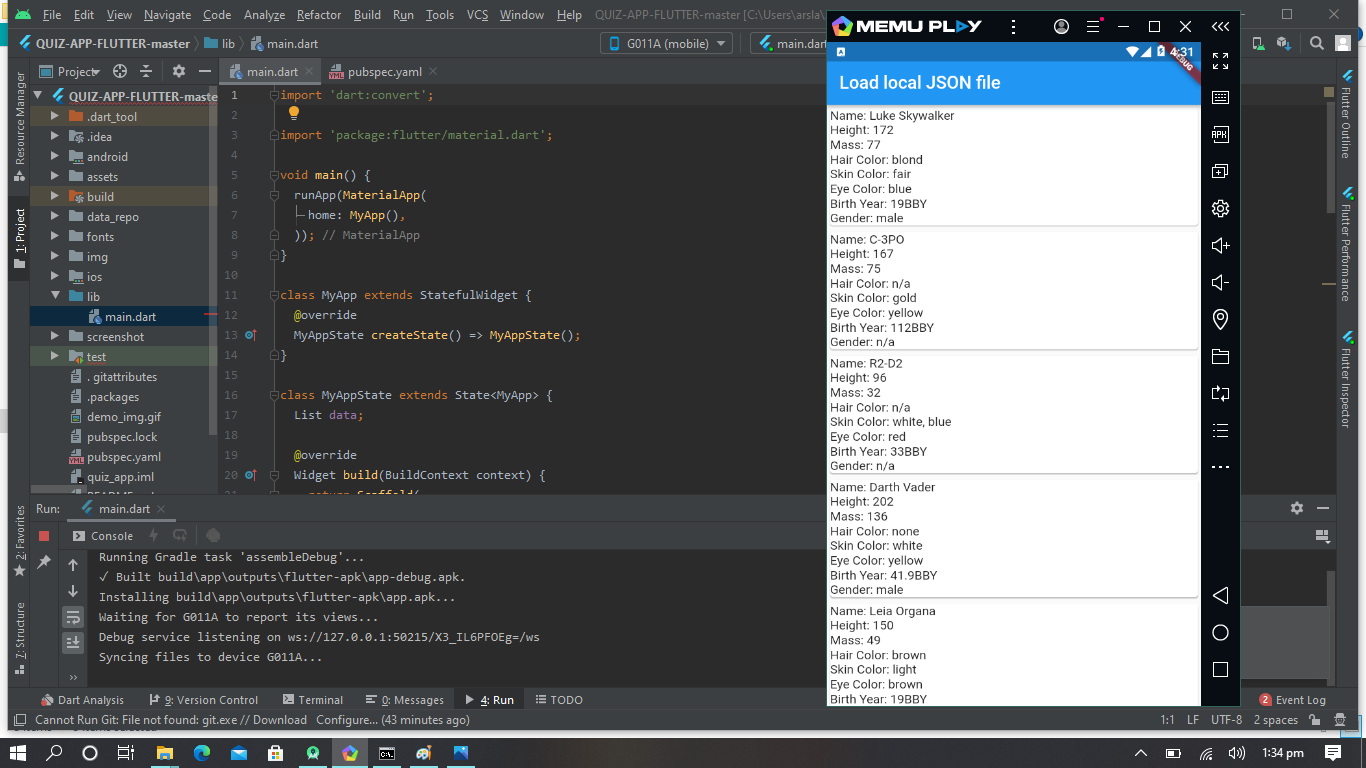 File Edit View Navigate Code Analyze Refactor Build Run Tools VCS Window Help QUIZ-APP-FLUTTER-master [C:\Users\arsla\
QUIZ-APP-FLUTTER-master lib main.dart G011A (mobile) main.dart
Project main.dart pubspec.yaml
Resource Manager
1: Project
2: Favorites
7: Structure
QUIZ-APP-FLUTTER-maste
.dart_tool
.idea
android
assets
build
data_repo
fonts
img
ios
lib
main.dart
screenshot
test
.gitattributes
.packages
demo_img.gif
pubspec.lock
pubspec.yaml
quiz_app.iml
1 import 'dart:convert';
2
3 import 'package:flutter/material.dart';
4
5 void main() {
6 runApp(MaterialApp(
7 home: MyApp(),
8 )); // MaterialApp
9 }
10
11 class MyApp extends StatefulWidget {
12 @override
13 MyAppState createState() => MyAppState();
14 }
15
16 class MyAppState extends State<MyApp> {
17 List data;
18
19 @override
20 Widget build(BuildContext context) {
return Scaffold(
MEMU PLAY
4:31
DEBUG
Load local JSON file
Name: Luke Skywalker
Height: 172
Mass: 77
Hair Color: blond
Skin Color: fair
Eye Color: blue
Birth Year: 19BBY
Gender: male
Name: C-3PO
Height: 167
Mass: 75
Hair Color: n/a
Skin Color: gold
Eye Color: yellow
Birth Year: 112BBY
Gender: n/a
Name: R2-D2
Height: 96
Mass: 32
Hair Color: n/a
Skin Color: white, blue
Eye Color: red
Birth Year: 33BBY
Gender: n/a
Name: Darth Vader
Height: 202
Mass: 136
Hair Color: none
Skin Color: white
Eye Color: yellow
Birth Year: 41.9BBY
Gender: male
Name: Leia Organa
Height: 150
Mass: 49
Hair Color: brown
Skin Color: light
Eye Color: brown
Birth Year: 19BBY
APK
Flutter Outline
Flutter Performance
Flutter Inspector
Run: main.dart
Console
Running Gradle task 'assembleDebug'...
✓ Built build\app\outputs\flutter-apk\app-debug.apk.
Installing build\app\outputs\flutter-apk\app.apk...
Waiting for G011A to report its views...
Debug service listening on ws://127.0.0.1:50215/X3_IL6PFOEg=/ws
Syncing files to device G011A...
Dart Analysis 9: Version Control Terminal 0: Messages 4: Run TODO 2 Event Log
Cannot Run Git: File not found: git.exe // Download Configure... (43 minutes ago) 1:1 LF UTF-8 2 spaces
1:34 pm